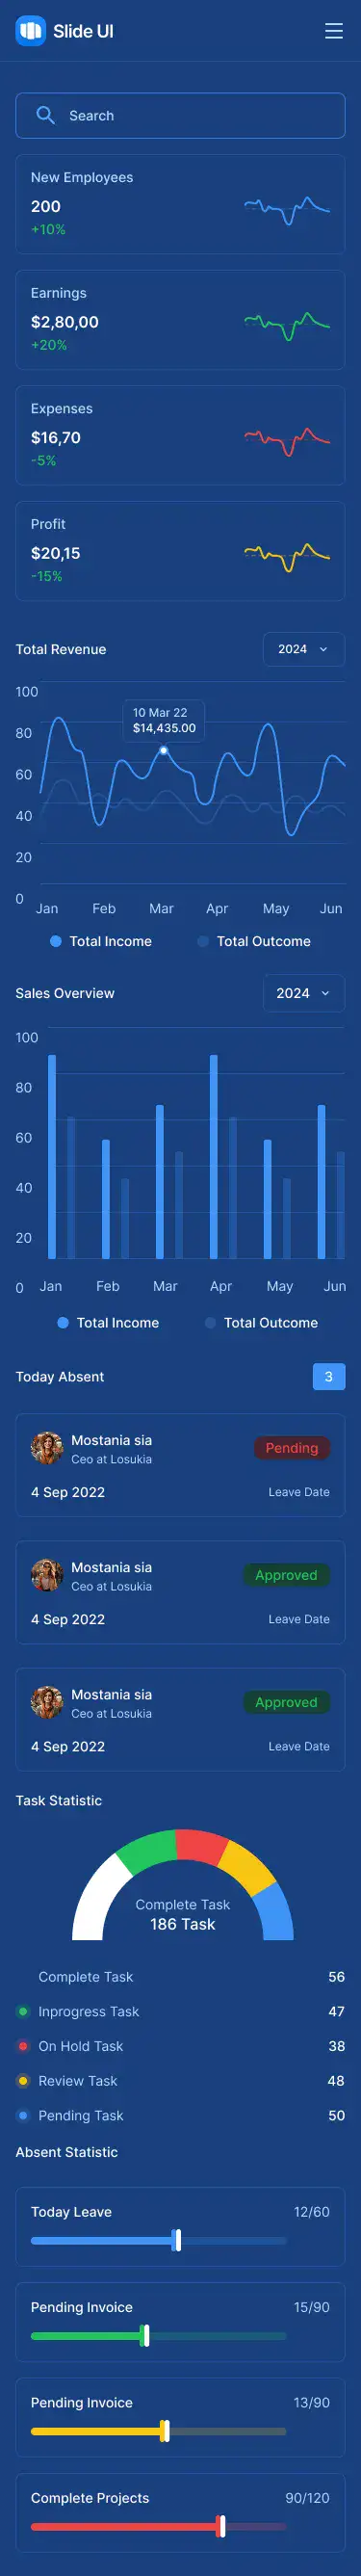 Slide UI
Search
New Employees
200
+10%
Earnings
$2,80,00
+20%
Expenses
$16,70
-5%
Profit
$20,15
-15%
Total Revenue
2024
100
80
60
40
20
0
10 Mar 22
$14,435.00
Jan Feb Mar Apr May Jun
Total Income Total Outcome
Sales Overview
2024
100
80
60
40
20
0
Jan Feb Mar Apr May Jun
Total Income Total Outcome
Today Absent
3
Mostania sia
Ceo at Losukia
Pending
4 Sep 2022
Leave Date
Mostania sia
Ceo at Losukia
Approved
4 Sep 2022
Leave Date
Mostania sia
Ceo at Losukia
Approved
4 Sep 2022
Leave Date
Task Statistic
Complete Task
186 Task
Complete Task 56
Inprogress Task 47
On Hold Task 38
Review Task 48
Pending Task 50
Absent Statistic
Today Leave 12/60
Pending Invoice 15/90
Pending Invoice 13/90
Complete Projects 90/120